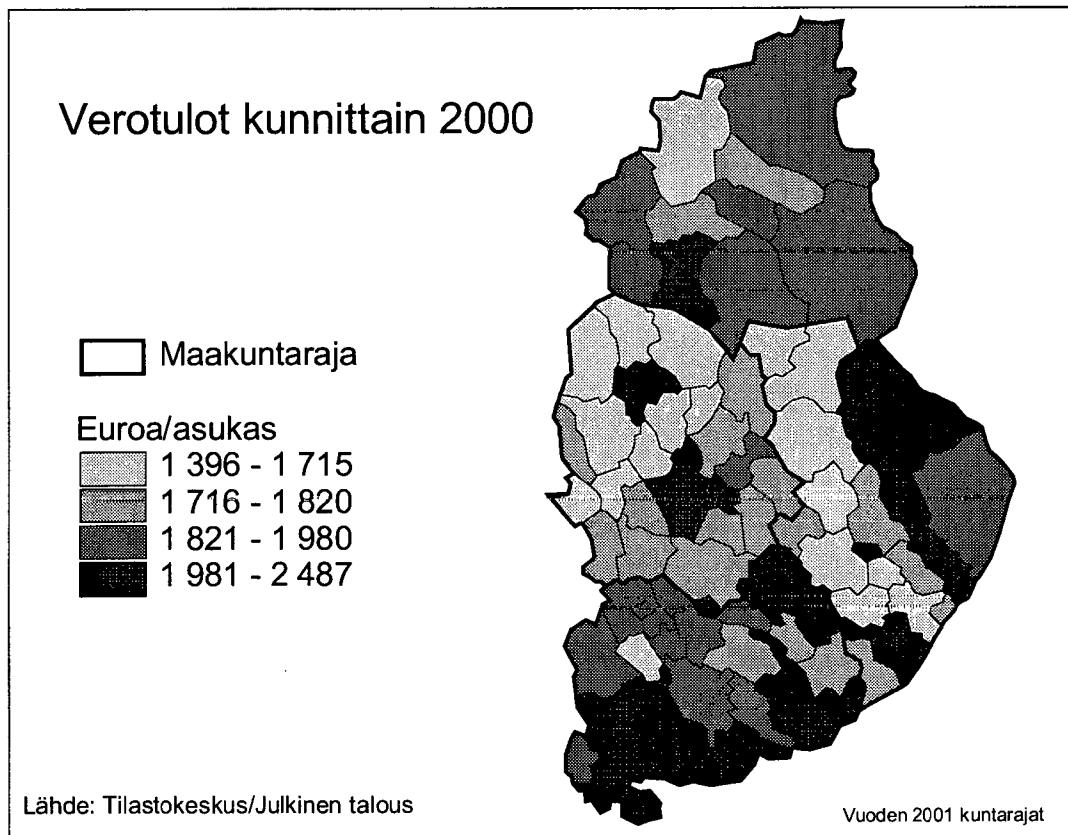 Verotulot kunnittain 2000
Maakuntaraja
Euroa/asukas
1 396 - 1 715
1 716 - 1 820
1 821 - 1 980
1 981 - 2 487
Lähde: Tilastokeskus/Julkinen talous
Vuoden 2001 kuntarajat